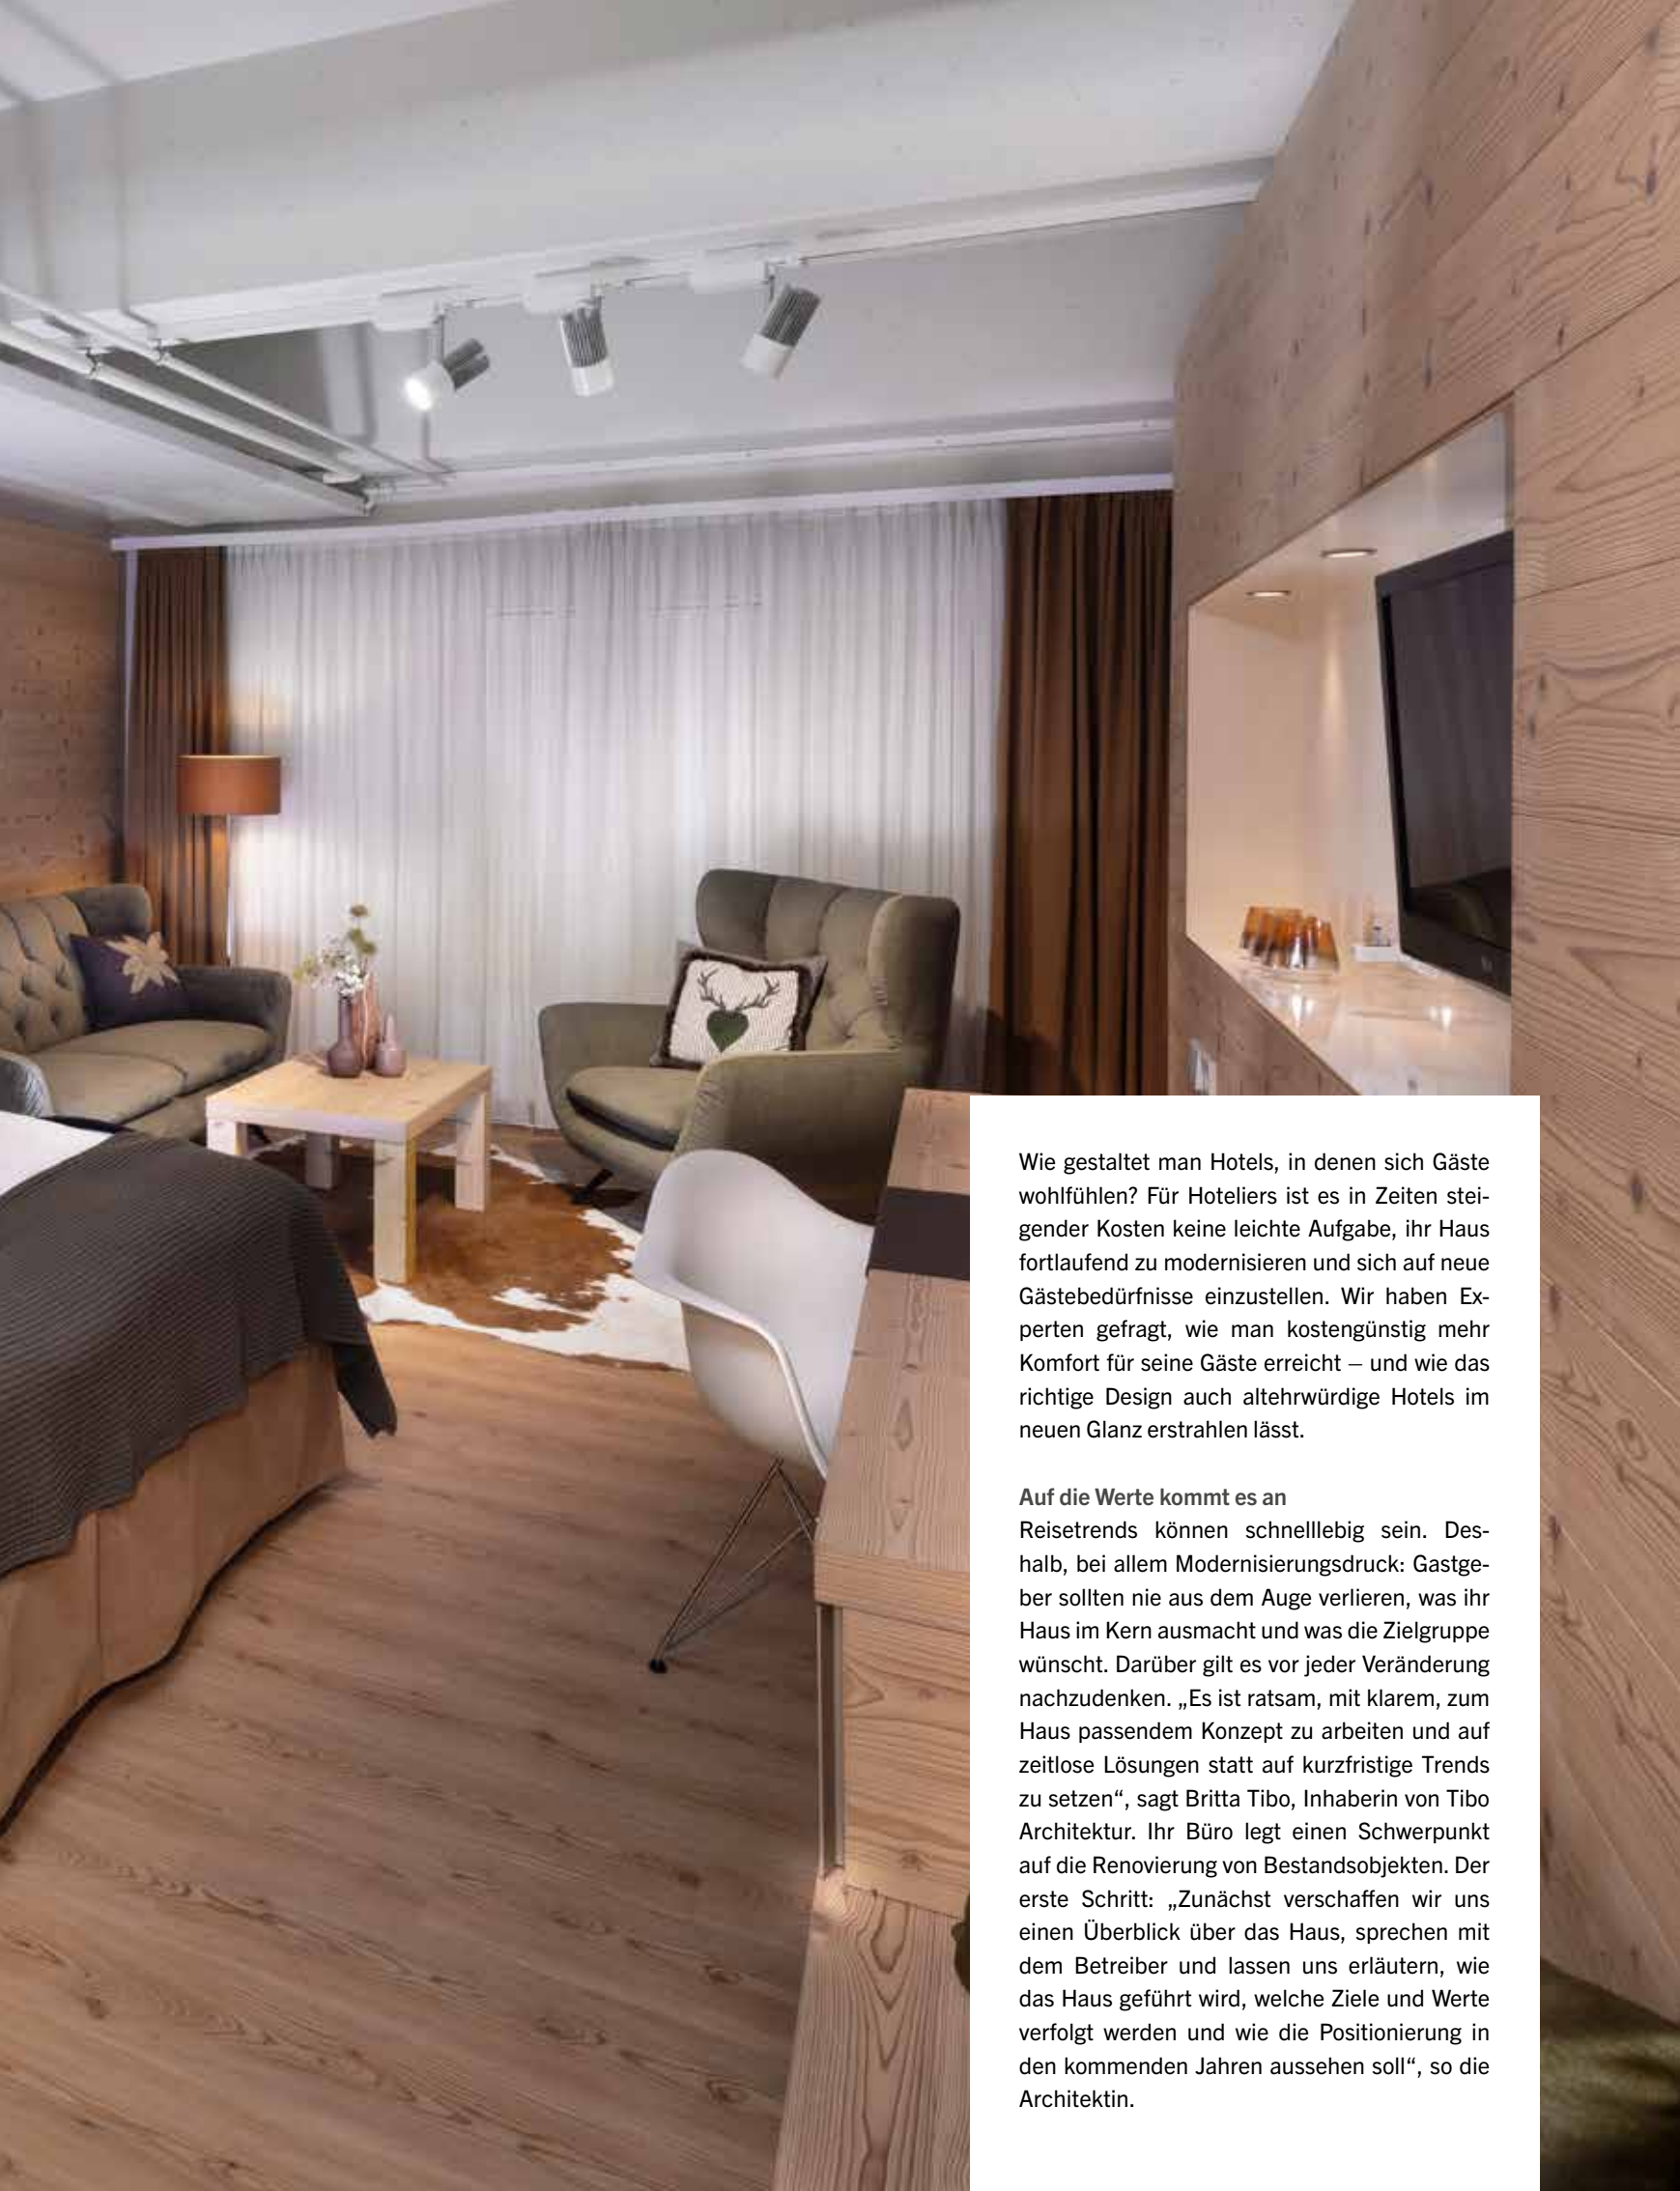 Wie gestaltet man Hotels, in denen sich Gäste
wohlfühlen? Für Hoteliers ist es in Zeiten stei-
gender Kosten keine leichte Aufgabe, ihr Haus
fortlaufend zu modernisieren und sich auf neue
Gästebedürfnisse einzustellen. Wir haben Ex-
perten gefragt, wie man kostengünstig mehr
Komfort für seine Gäste erreicht – und wie das
richtige Design auch altehrwürdige Hotels im
neuen Glanz erstrahlen lässt.
Auf die Werte kommt es an
Reisetrends können schnelllebig sein. Des-
halb, bei allem Modernisierungsdruck: Gastge-
ber sollten nie aus dem Auge verlieren, was ihr
Haus im Kern ausmacht und was die Zielgruppe
wünscht. Darüber gilt es vor jeder Veränderung
nachzudenken. „Es ist ratsam, mit klarem, zum
Haus passendem Konzept zu arbeiten und auf
zeitlose Lösungen statt auf kurzfristige Trends
zu setzen“, sagt Britta Tibo, Inhaberin von Tibo
Architektur. Ihr Büro legt einen Schwerpunkt
auf die Renovierung von Bestandsobjekten. Der
erste Schritt: „Zunächst verschaffen wir uns
einen Überblick über das Haus, sprechen mit
dem Betreiber und lassen uns erläutern, wie
das Haus geführt wird, welche Ziele und Werte
verfolgt werden und wie die Positionierung in
den kommenden Jahren aussehen soll“, so die
Architektin.